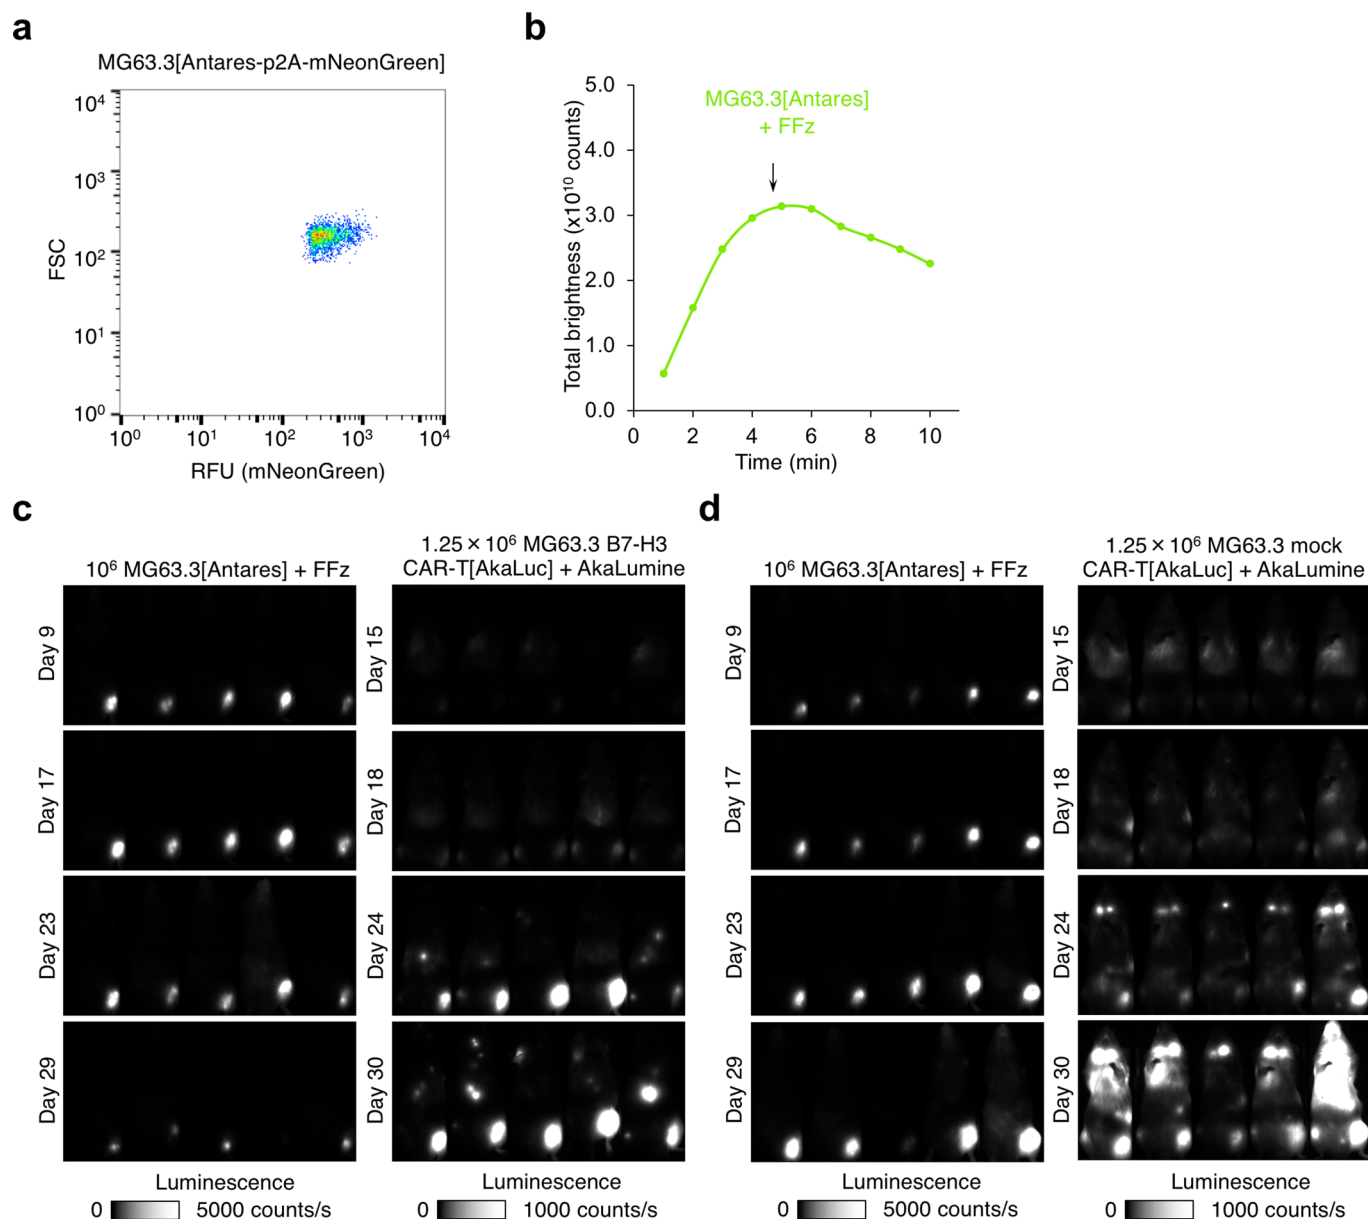 a
MG63.3[Antares-p2A-mNeonGreen]
10⁴
10³
10²
10¹
10⁰
FSC
10⁰ 10¹ 10² 10³ 10⁴
RFU (mNeonGreen)
b
MG63.3[Antares]
+ FFz
5.0
4.0
3.0
2.0
1.0
0.0
Total brightness (x10¹⁰ counts)
0 2 4 6 8 10
Time (min)
c
10⁶ MG63.3[Antares] + FFz
1.25 × 10⁶ MG63.3 B7-H3
CAR-T[AkaLuc] + AkaLumine
Day 9
Day 15
Day 17
Day 18
Day 23
Day 24
Day 29
Day 30
Luminescence
0 5000 counts/s
Luminescence
0 1000 counts/s
d
10⁶ MG63.3[Antares] + FFz
1.25 × 10⁶ MG63.3 mock
CAR-T[AkaLuc] + AkaLumine
Day 9
Day 15
Day 17
Day 18
Day 23
Day 24
Day 29
Day 30
Luminescence
0 5000 counts/s
Luminescence
0 1000 counts/s